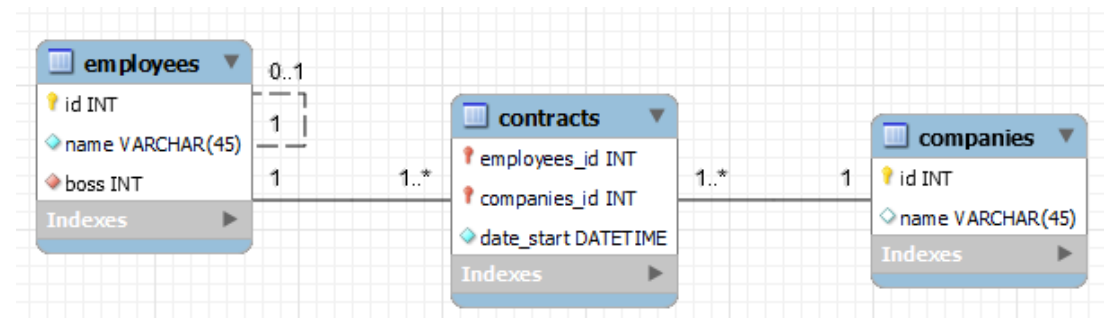 employees
id INT
name VARCHAR(45)
boss INT
Indexes
0..1
1
1
1..*
contracts
employees_id INT
companies_id INT
date_start DATETIME
Indexes
1..*
1
companies
id INT
name VARCHAR(45)
Indexes